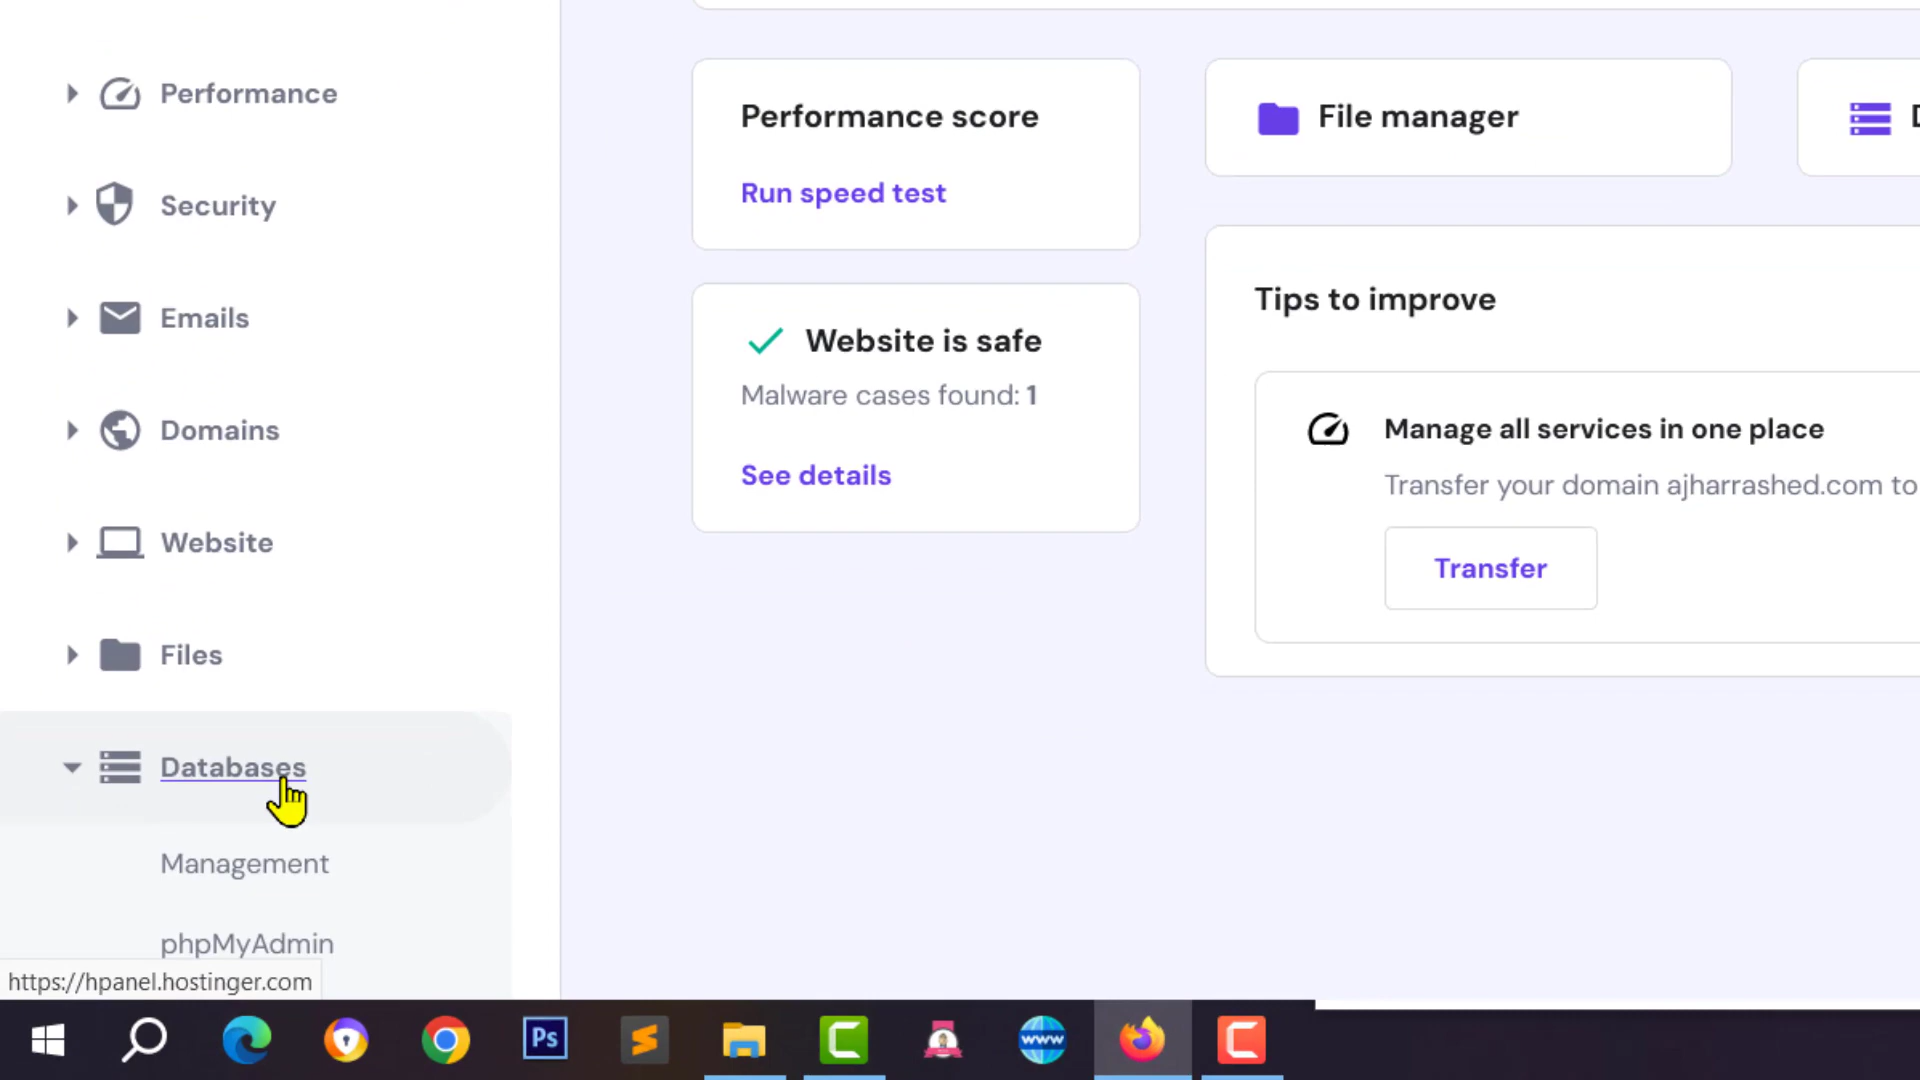 Performance
Security
Emails
Domains
Website
Files
Databases
Management
phpMyAdmin
https://hpanel.hostinger.com
Performance score
Run speed test
Website is safe
Malware cases found: 1
See details
File manager
Tips to improve
Manage all services in one place
Transfer your domain ajharrashed.com to
Transfer
Ps
www